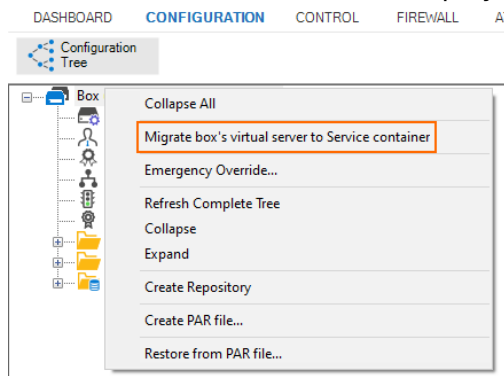 DASHBOARD CONFIGURATION CONTROL FIREWALL
Configuration
Tree
Box
Collapse All
Migrate box's virtual server to Service container
Emergency Override...
Refresh Complete Tree
Collapse
Expand
Create Repository
Create PAR file...
Restore from PAR file...